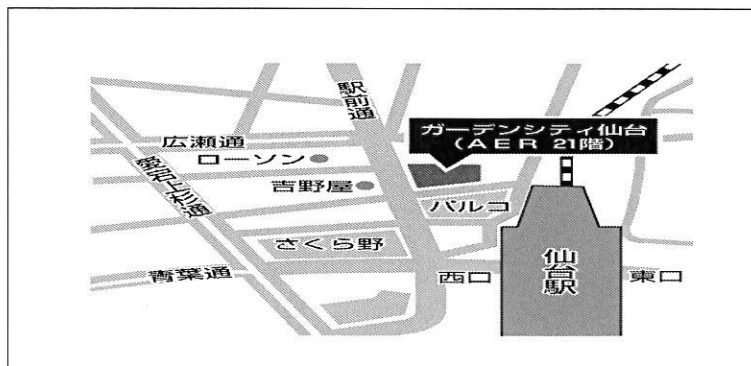 駅前通
ガーデンシティ仙台
(AER 21階)
広瀬通
ローソン
愛宕上杉通
吉野屋
パルコ
さくら野
仙台駅
青葉通
西口
東口